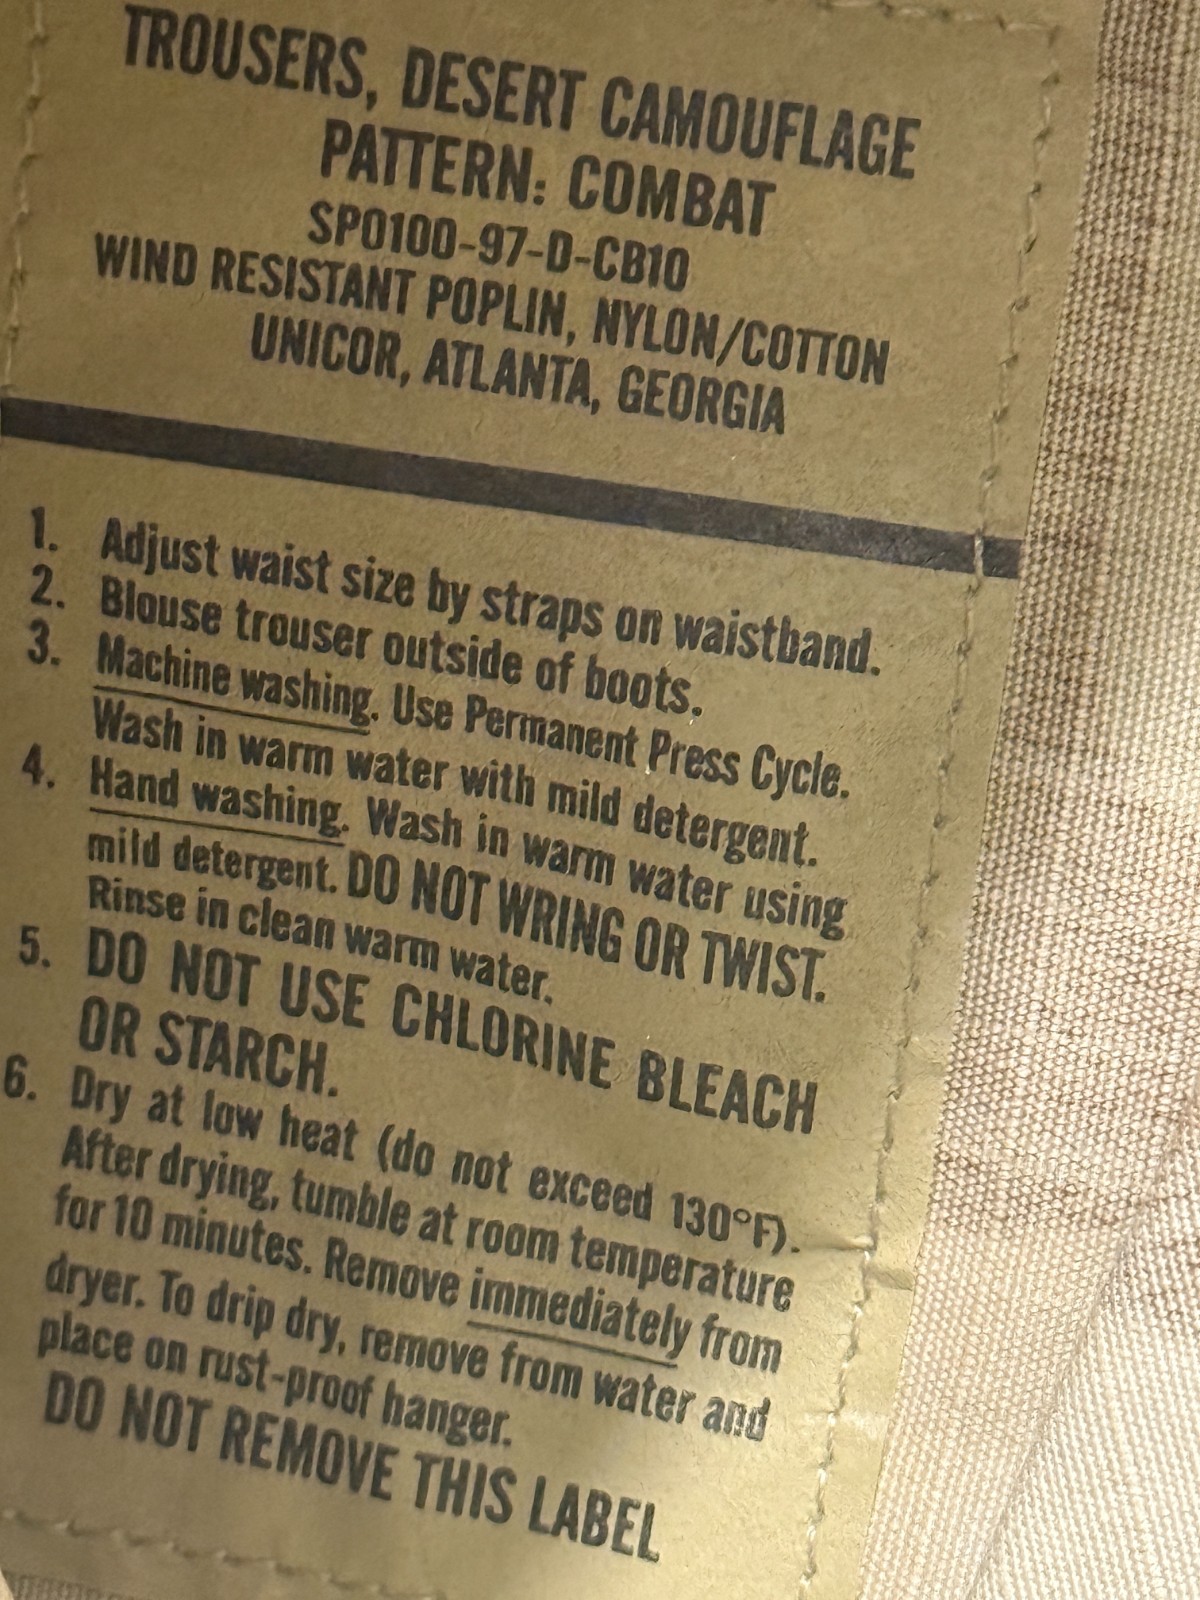 TROUSERS, DESERT CAMOUFLAGE
PATTERN: COMBAT
SPO100-97-D-CB10
WIND RESISTANT POPLIN, NYLON/COTTON
UNICOR, ATLANTA, GEORGIA
1. Adjust waist size by straps on waistband.
2. Blouse trouser outside of boots.
3. Machine washing. Use Permanent Press Cycle.
Wash in warm water with mild detergent.
4. Hand washing. Wash in warm water using
mild detergent. DO NOT WRING OR TWIST.
Rinse in clean warm water.
5. DO NOT USE CHLORINE BLEACH
OR STARCH.
6. Dry at low heat (do not exceed 130°F).
After drying, tumble at room temperature
for 10 minutes. Remove immediately from
dryer. To drip dry, remove from water and
place on rust-proof hanger.
DO NOT REMOVE THIS LABEL